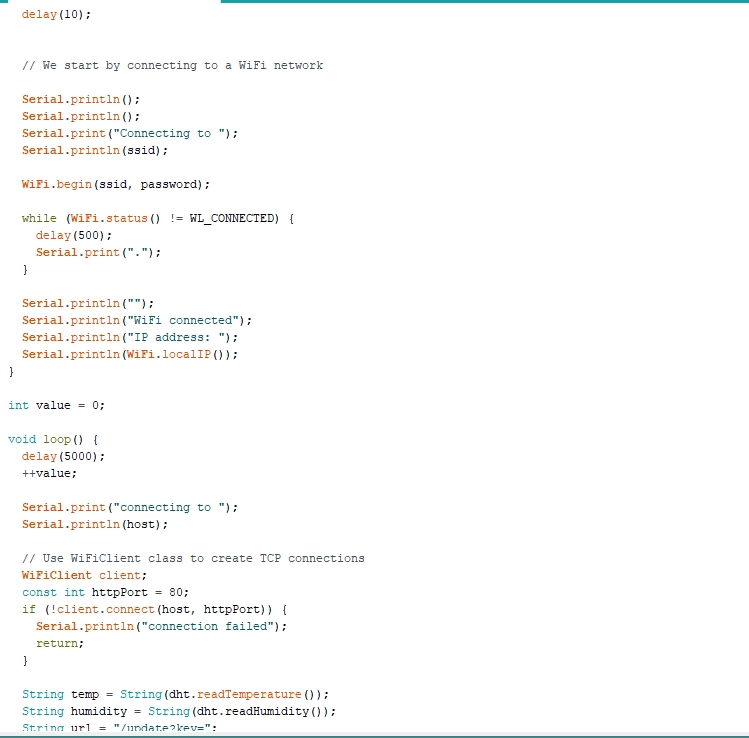 delay(10);
// We start by connecting to a WiFi network
Serial.println();
Serial.println();
Serial.print("Connecting to ");
Serial.println(ssid);
WiFi.begin(ssid, password);
while (WiFi.status() != WL_CONNECTED) {
delay(500);
Serial.print(".");
}
Serial.println("");
Serial.println("WiFi connected");
Serial.println("IP address: ");
Serial.println(WiFi.localIP());
}
int value = 0;
void loop() {
delay(5000);
++value;
Serial.print("connecting to ");
Serial.println(host);
// Use WiFiClient class to create TCP connections
WiFiClient client;
const int httpPort = 80;
if (!client.connect(host, httpPort)) {
Serial.println("connection failed");
return;
}
String temp = String(dht.readTemperature());
String humidity = String(dht.readHumidity());
String url = "/update?key=";